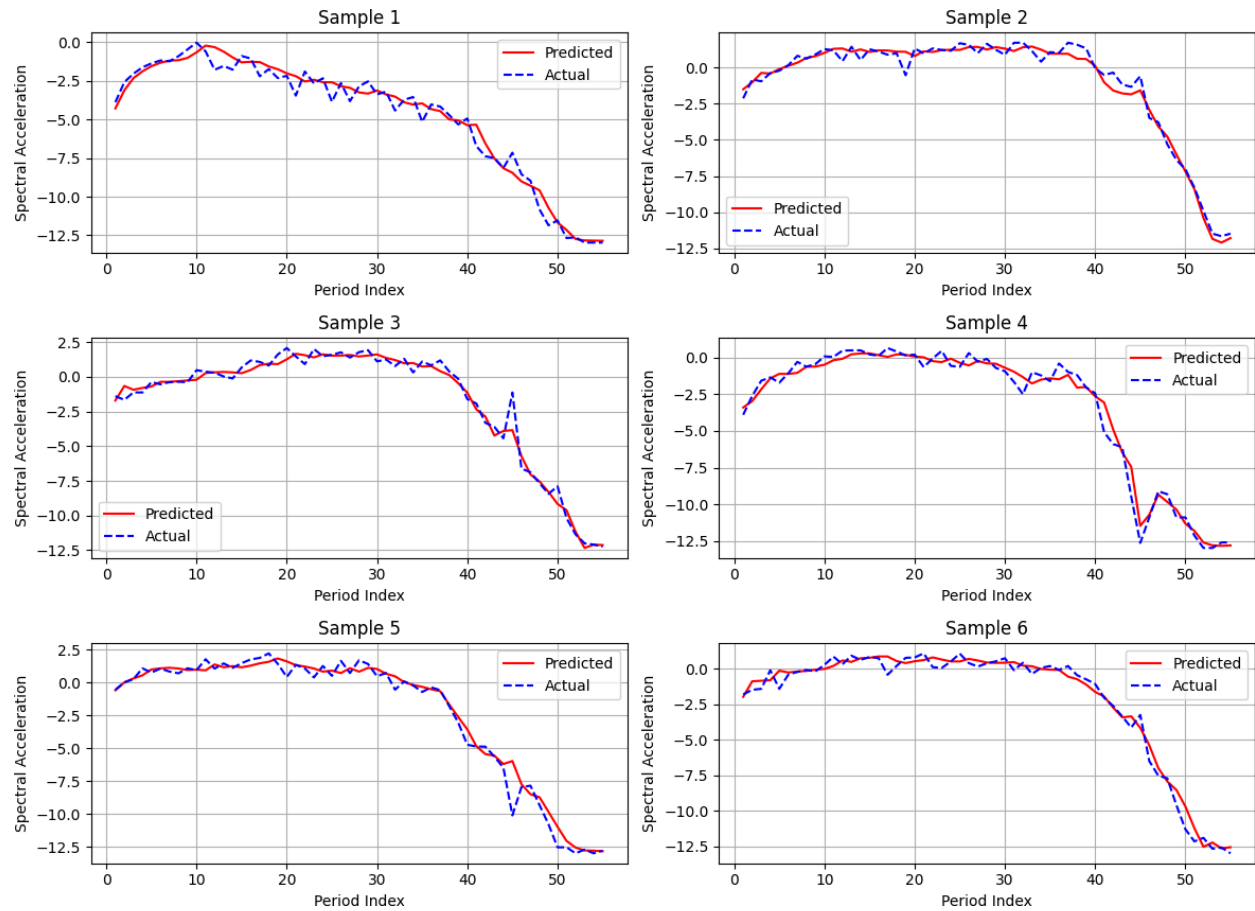 Sample 1
0.0
−2.5
−5.0
−7.5
−10.0
−12.5
Spectral Acceleration
Predicted
Actual
0 10 20 30 40 50
Period Index
Sample 2
0.0
−2.5
−5.0
−7.5
−10.0
−12.5
Spectral Acceleration
Predicted
Actual
0 10 20 30 40 50
Period Index
Sample 3
2.5
0.0
−2.5
−5.0
−7.5
−10.0
−12.5
Spectral Acceleration
Predicted
Actual
0 10 20 30 40 50
Period Index
Sample 4
0.0
−2.5
−5.0
−7.5
−10.0
−12.5
Spectral Acceleration
Predicted
Actual
0 10 20 30 40 50
Period Index
Sample 5
2.5
0.0
−2.5
−5.0
−7.5
−10.0
−12.5
Spectral Acceleration
Predicted
Actual
0 10 20 30 40 50
Period Index
Sample 6
0.0
−2.5
−5.0
−7.5
−10.0
−12.5
Spectral Acceleration
Predicted
Actual
0 10 20 30 40 50
Period Index